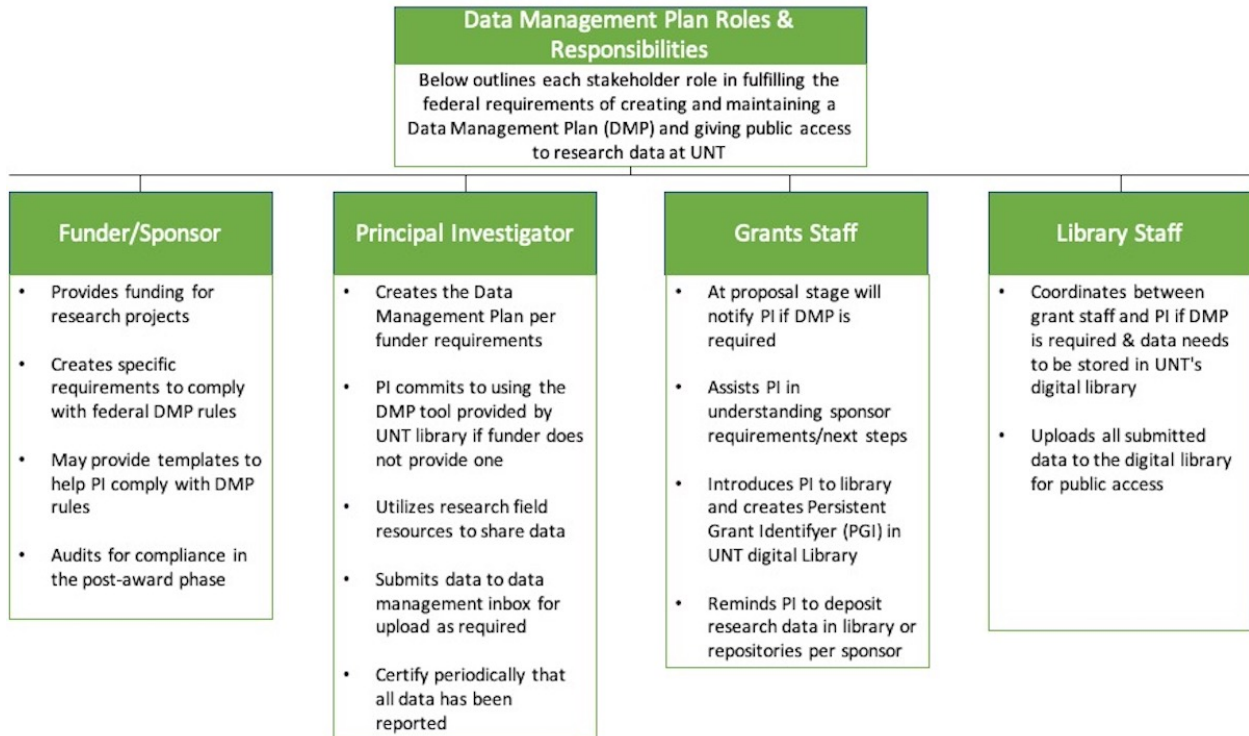 Data Management Plan Roles &
Responsibilities
Below outlines each stakeholder role in fulfilling the
federal requirements of creating and maintaining a
Data Management Plan (DMP) and giving public access
to research data at UNT
Funder/Sponsor
• Provides funding for
research projects
• Creates specific
requirements to comply
with federal DMP rules
• May provide templates to
help PI comply with DMP
rules
• Audits for compliance in
the post-award phase
Principal Investigator
• Creates the Data
Management Plan per
funder requirements
• PI commits to using the
DMP tool provided by
UNT library if funder does
not provide one
• Utilizes research field
resources to share data
• Submits data to data
management inbox for
upload as required
• Certify periodically that
all data has been
reported
Grants Staff
• At proposal stage will
notify PI if DMP is
required
• Assists PI in
understanding sponsor
requirements/next steps
• Introduces PI to library
and creates Persistent
Grant Identifyer (PGI) in
UNT digital Library
• Reminds PI to deposit
research data in library or
repositories per sponsor
Library Staff
• Coordinates between
grant staff and PI if DMP
is required & data needs
to be stored in UNT's
digital library
• Uploads all submitted
data to the digital library
for public access